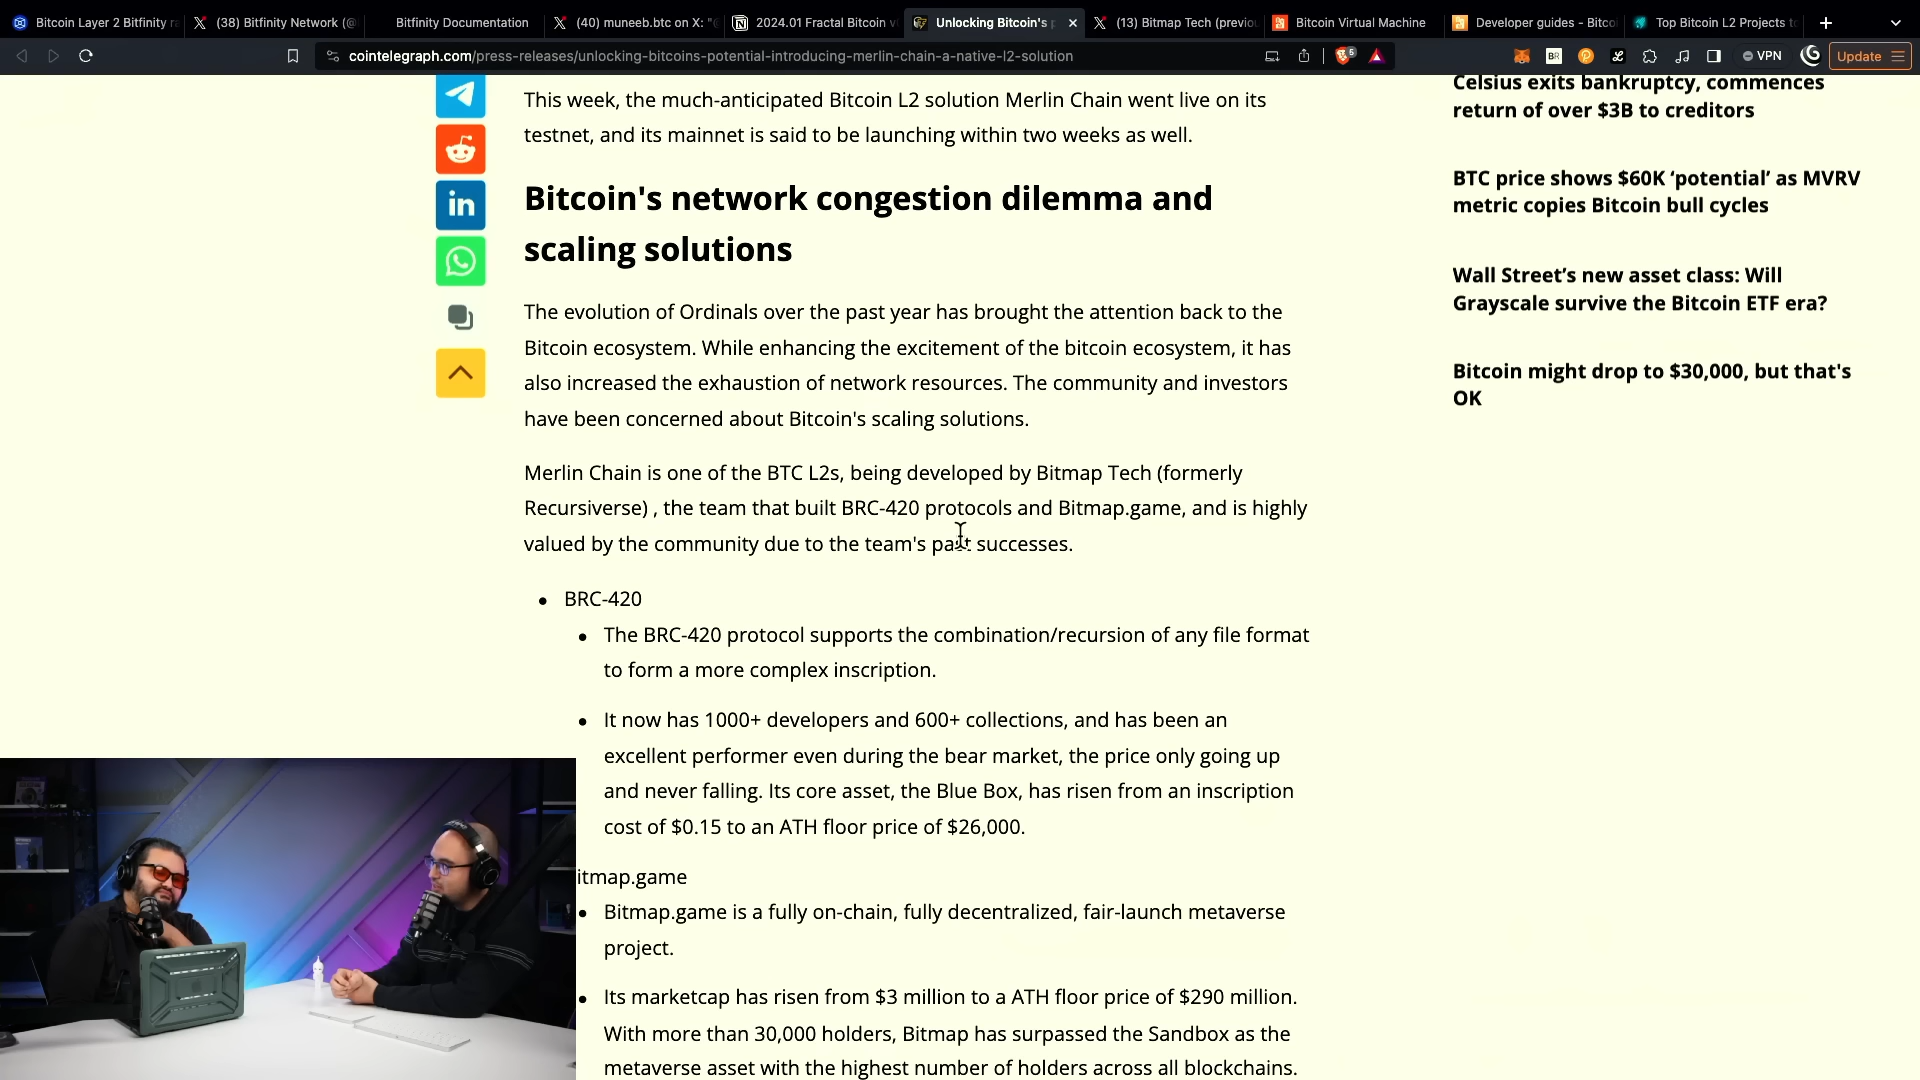 Bitcoin Layer 2 Bitfinity ra
(38) Bitfinity Network (@
Bitfinity Documentation
(40) muneeb.btc on X: "@
2024.01 Fractal Bitcoin v
Unlocking Bitcoin's p
(13) Bitmap Tech (previou
Bitcoin Virtual Machine
Developer guides - Bitco
Top Bitcoin L2 Projects to
cointelegraph.com/press-releases/unlocking-bitcoins-potential-introducing-merlin-chain-a-native-l2-solution
5
BR
VPN
Update
This week, the much-anticipated Bitcoin L2 solution Merlin Chain went live on its
testnet, and its mainnet is said to be launching within two weeks as well.
Bitcoin's network congestion dilemma and
scaling solutions
The evolution of Ordinals over the past year has brought the attention back to the
Bitcoin ecosystem. While enhancing the excitement of the bitcoin ecosystem, it has
also increased the exhaustion of network resources. The community and investors
have been concerned about Bitcoin's scaling solutions.
Merlin Chain is one of the BTC L2s, being developed by Bitmap Tech (formerly
Recursiverse) , the team that built BRC-420 protocols and Bitmap.game, and is highly
valued by the community due to the team's past successes.
• BRC-420
• The BRC-420 protocol supports the combination/recursion of any file format
to form a more complex inscription.
• It now has 1000+ developers and 600+ collections, and has been an
excellent performer even during the bear market, the price only going up
and never falling. Its core asset, the Blue Box, has risen from an inscription
cost of $0.15 to an ATH floor price of $26,000.
itmap.game
• Bitmap.game is a fully on-chain, fully decentralized, fair-launch metaverse
project.
• Its marketcap has risen from $3 million to a ATH floor price of $290 million.
With more than 30,000 holders, Bitmap has surpassed the Sandbox as the
metaverse asset with the highest number of holders across all blockchains.
Celsius exits bankruptcy, commences
return of over $3B to creditors
BTC price shows $60K ‘potential’ as MVRV
metric copies Bitcoin bull cycles
Wall Street’s new asset class: Will
Grayscale survive the Bitcoin ETF era?
Bitcoin might drop to $30,000, but that's
OK
in